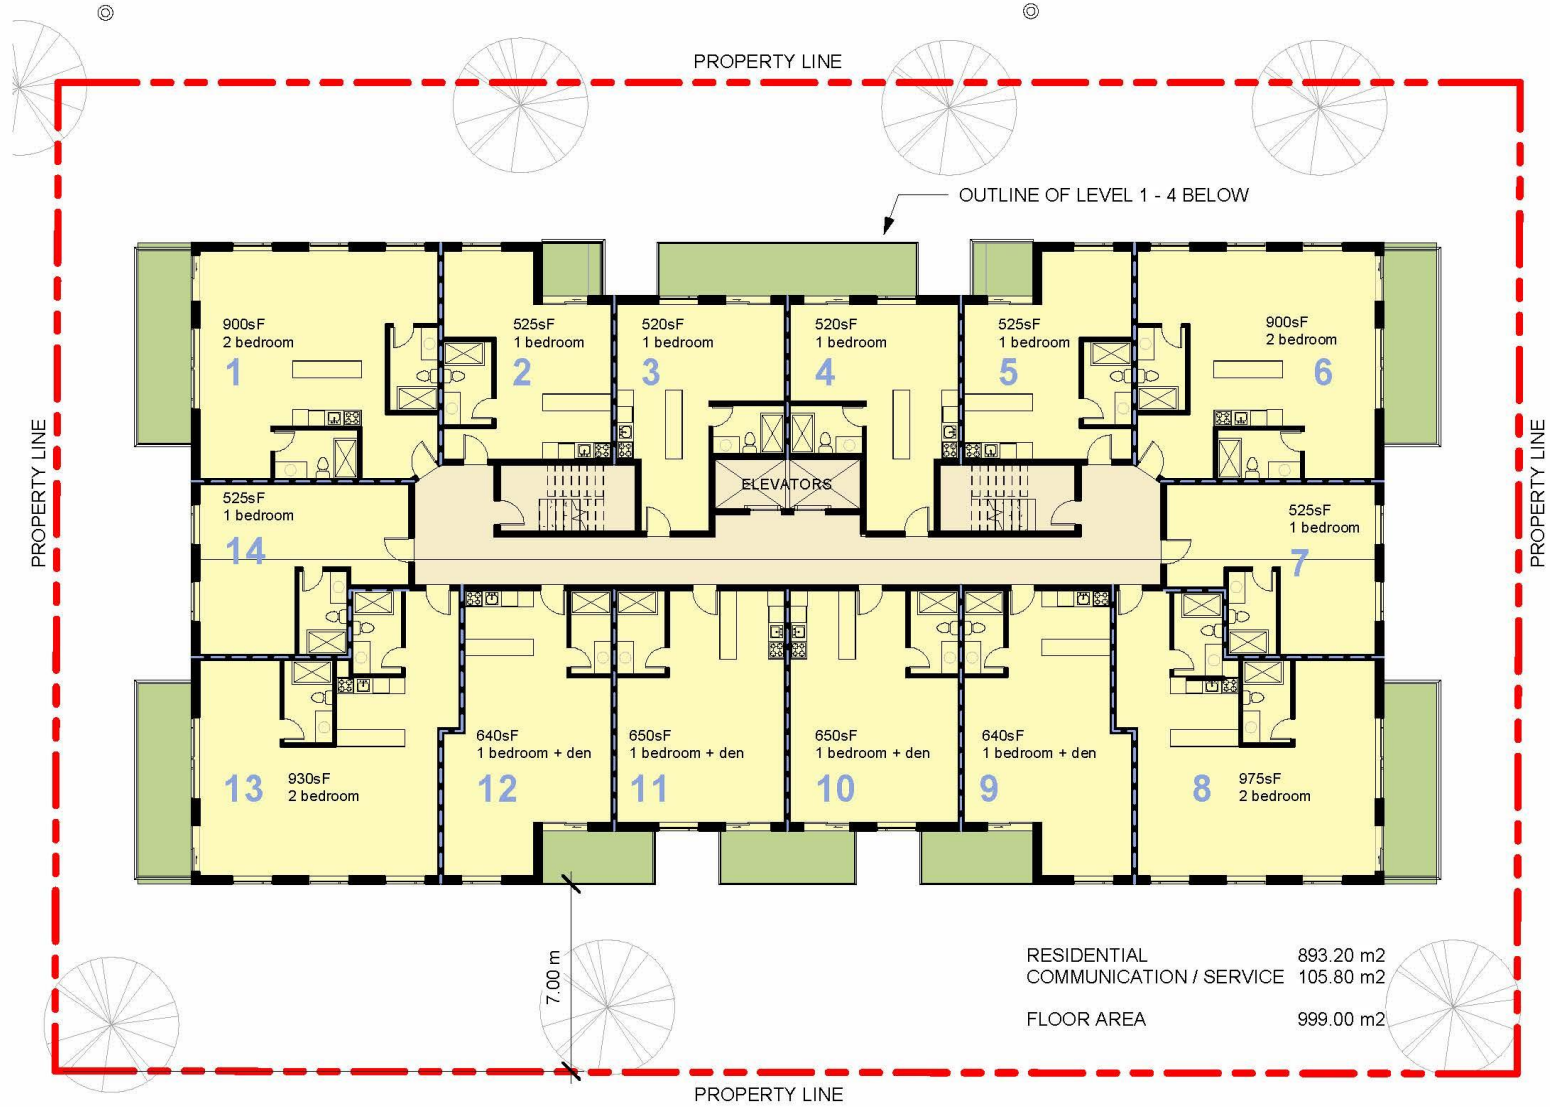 PROPERTY LINE
OUTLINE OF LEVEL 1 - 4 BELOW
900sF
2 bedroom
1
525sF
1 bedroom
2
520sF
1 bedroom
3
520sF
1 bedroom
4
525sF
1 bedroom
5
900sF
2 bedroom
6
PROPERTY LINE
PROPERTY LINE
ELEVATORS
525sF
1 bedroom
14
525sF
1 bedroom
7
13
930sF
2 bedroom
640sF
1 bedroom + den
12
650sF
1 bedroom + den
11
650sF
1 bedroom + den
10
640sF
1 bedroom + den
9
8
975sF
2 bedroom
7.00 m
RESIDENTIAL 893.20 m2
COMMUNICATION / SERVICE 105.80 m2
FLOOR AREA 999.00 m2
PROPERTY LINE